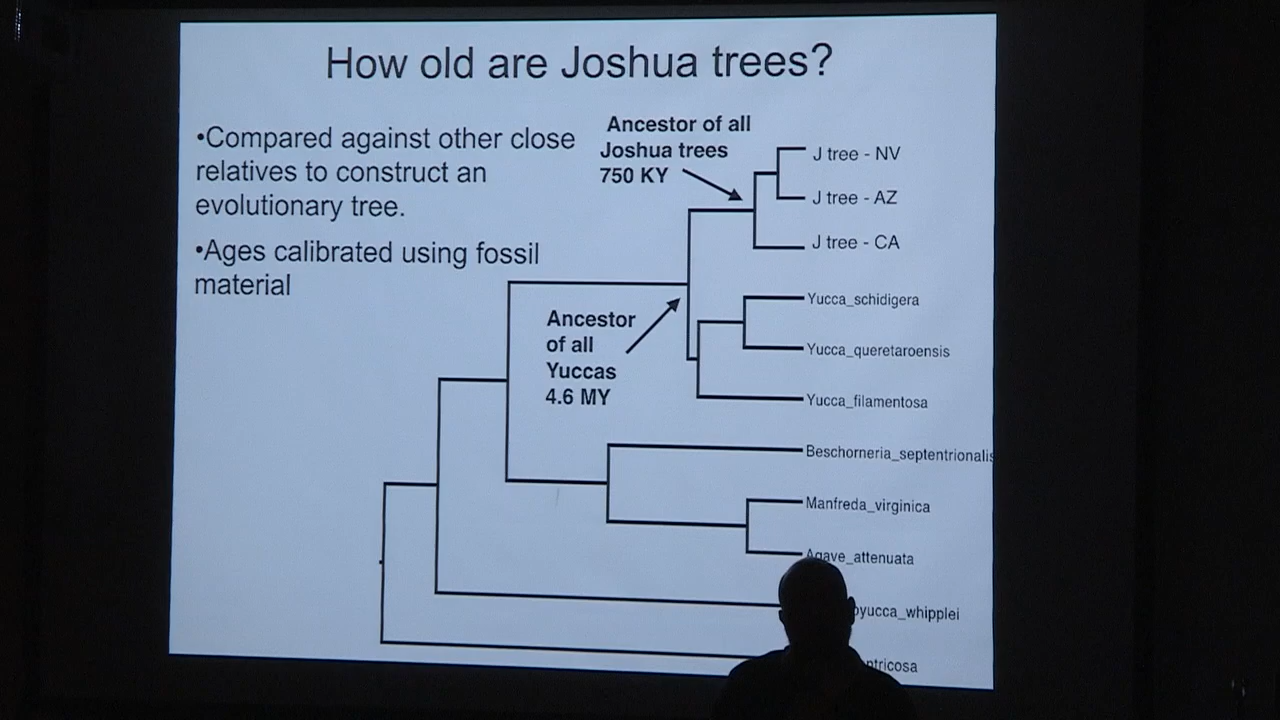 How old are Joshua trees?
•Compared against other close
relatives to construct an
evolutionary tree.
•Ages calibrated using fossil
material
Ancestor of all
Joshua trees
750 KY
Ancestor
of all
Yuccas
4.6 MY
J tree - NV
J tree - AZ
J tree - CA
Yucca_schidigera
Yucca_queretaroensis
Yucca_filamentosa
Beschorneria_septentrionalis
Manfreda_virginica
Agave_attenuata
yucca_whipplei
tricosa